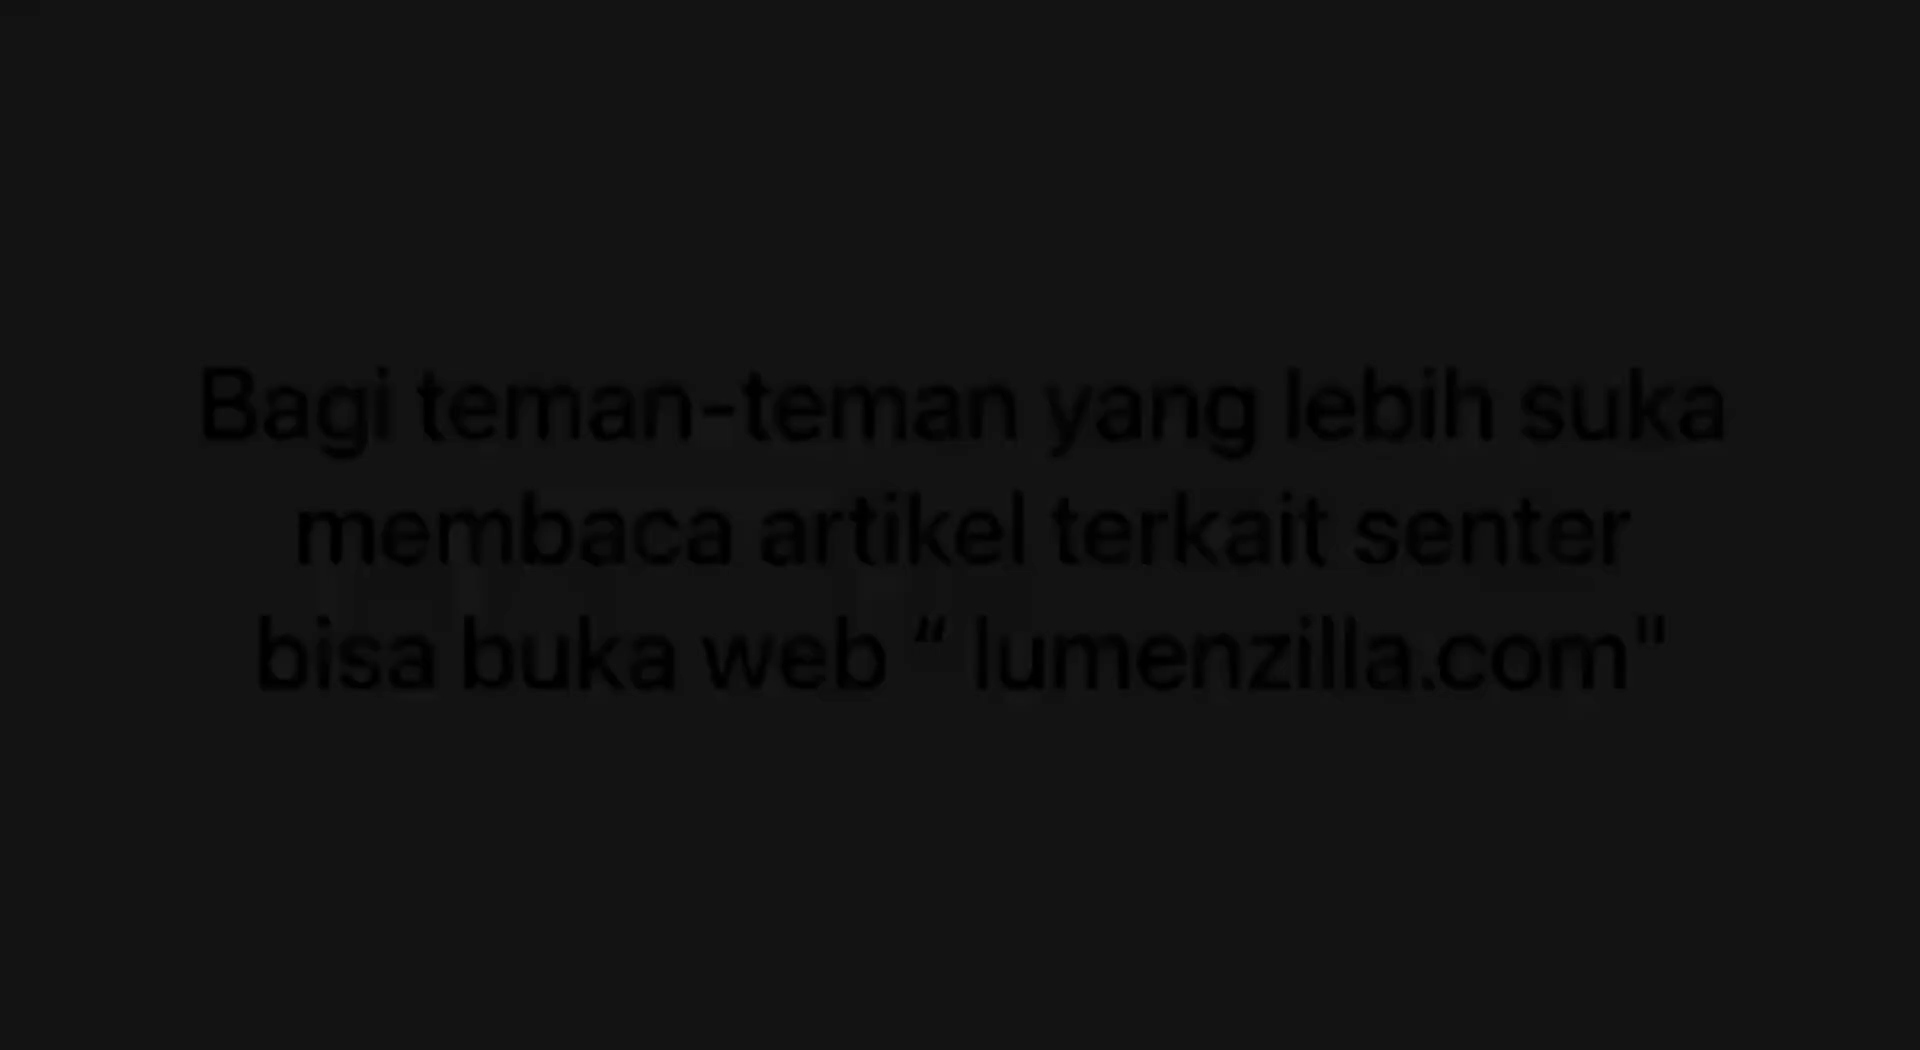 Bagi teman-teman yang lebih suka
membaca artikel terkait senter
bisa buka web “ lumenzilla.com"